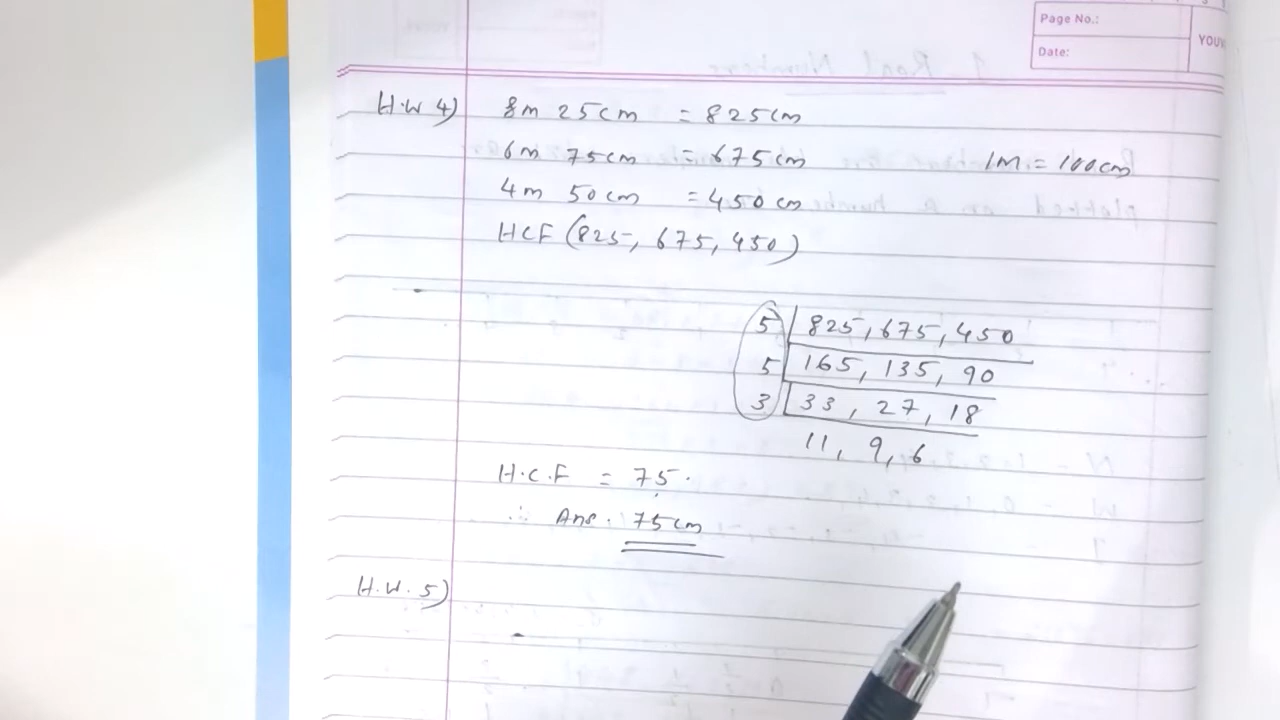 Page No.:
Date:
YOUV
H.W 4) 8m 25cm = 825cm
6m 75cm = 675cm 1M = 100cm
4m 50cm = 450cm
HCF (825, 675, 450)
5 825, 675, 450
5 165, 135, 90
3 33, 27, 18
11, 9, 6
H.C.F = 75.
∴ Ans. 75cm
H.W. 5)